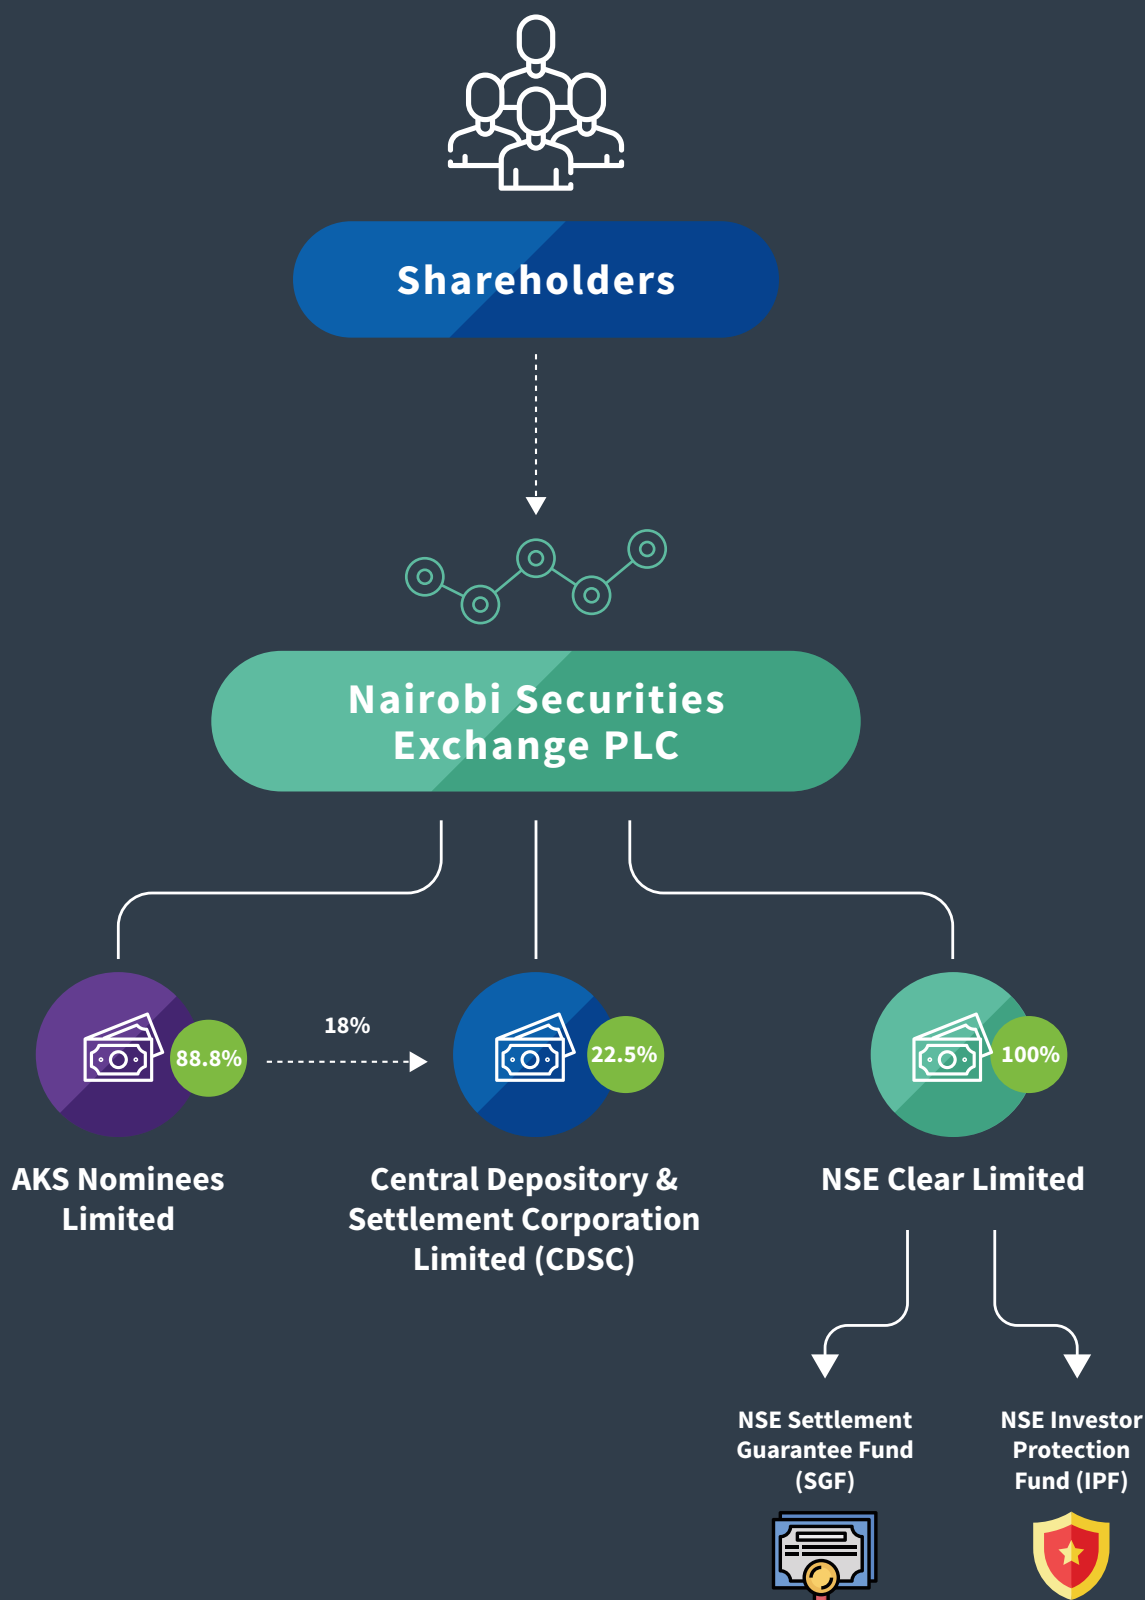 Shareholders
Nairobi Securities
Exchange PLC
88.8%
18%
22.5%
100%
AKS Nominees
Limited
Central Depository &
Settlement Corporation
Limited (CDSC)
NSE Clear Limited
NSE Settlement
Guarantee Fund
(SGF)
NSE Investor
Protection
Fund (IPF)